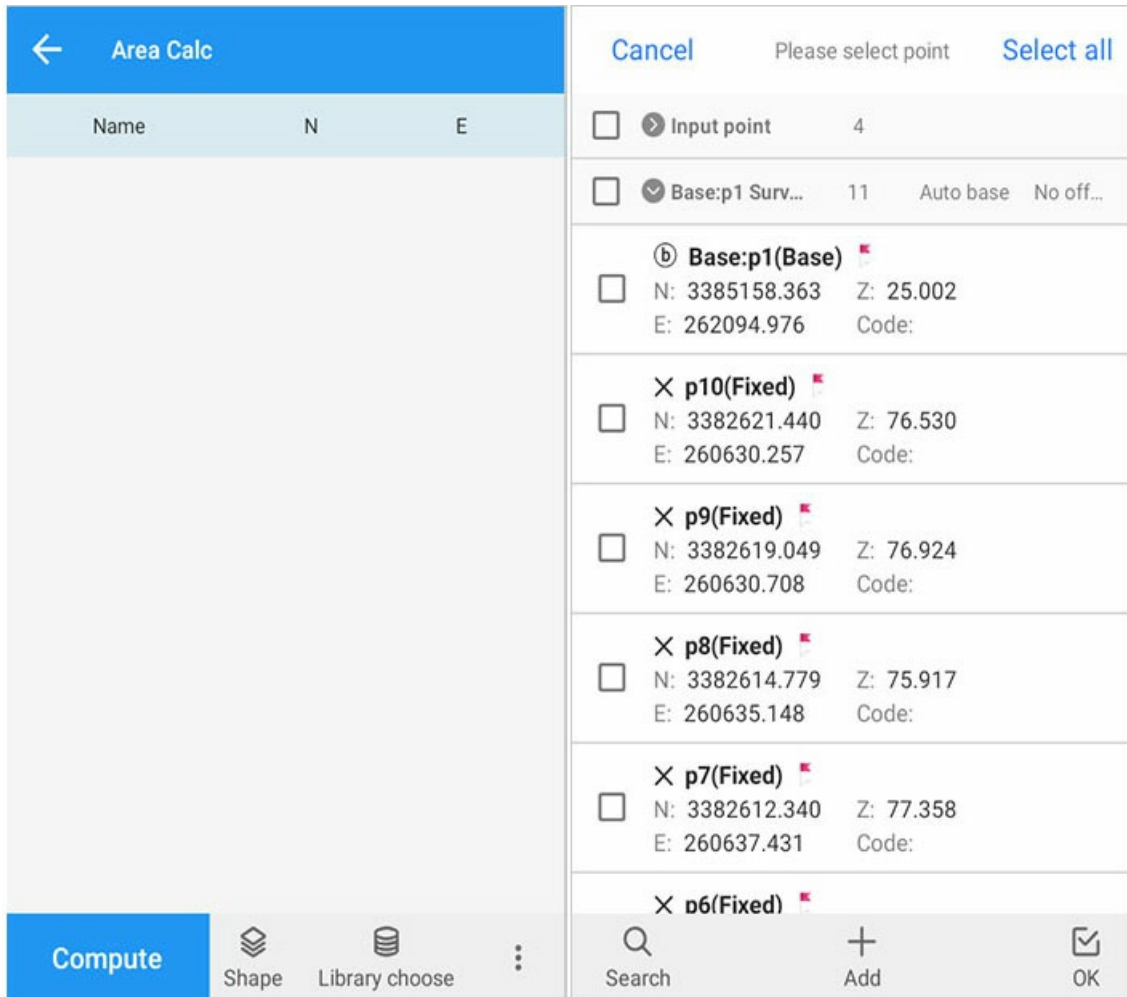 Area Calc
Name N E
Compute
Shape
Library choose
Cancel Please select point Select all
Input point 4
Base:p1 Surv... 11 Auto base No off...
b Base:p1(Base)
N: 3385158.363 Z: 25.002
E: 262094.976 Code:
p10(Fixed)
N: 3382621.440 Z: 76.530
E: 260630.257 Code:
p9(Fixed)
N: 3382619.049 Z: 76.924
E: 260630.708 Code:
p8(Fixed)
N: 3382614.779 Z: 75.917
E: 260635.148 Code:
p7(Fixed)
N: 3382612.340 Z: 77.358
E: 260637.431 Code:
p6(Fixed)
Search Add OK